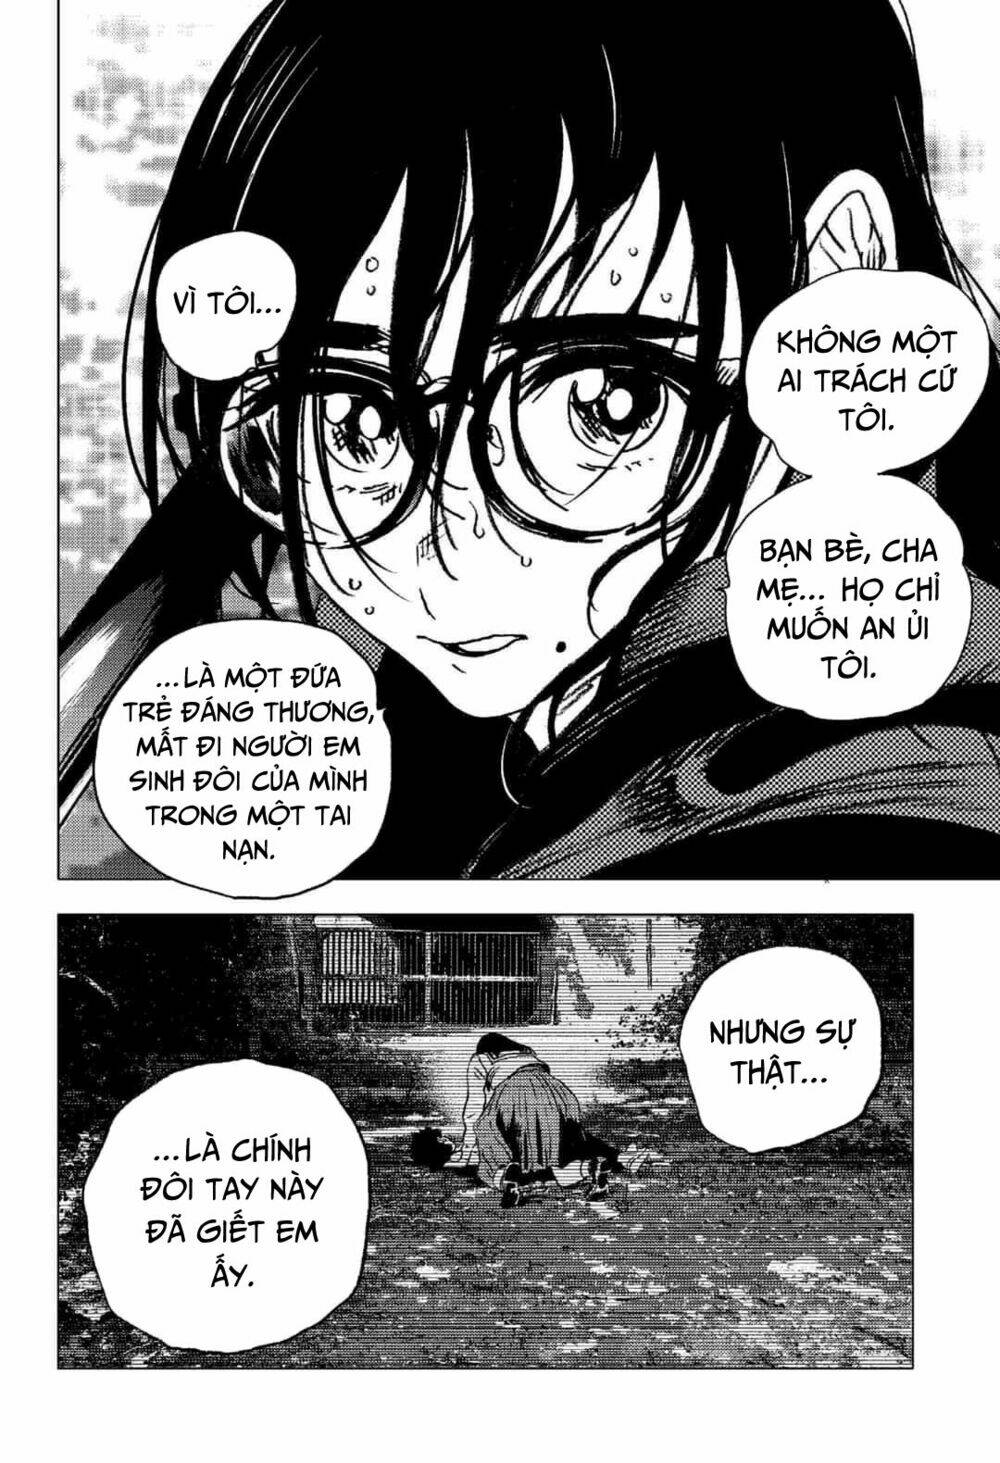 KHÔNG MỘT
AI TRÁCH CỨ
TÔI.
BẠN BÈ, CHA
MẸ... HỌ CHỈ
MUỐN AN ỦI
TÔI.
VÌ TÔI...
...LÀ MỘT ĐỨA
TRẺ ĐÁNG THƯƠNG,
MẤT ĐI NGƯỜI EM
SINH ĐÔI CỦA MÌNH
TRONG MỘT TAI
NẠN.
NHƯNG SỰ
THẬT...
...LÀ CHÍNH
ĐÔI TAY NÀY
ĐÃ GIẾT EM
ẤY.